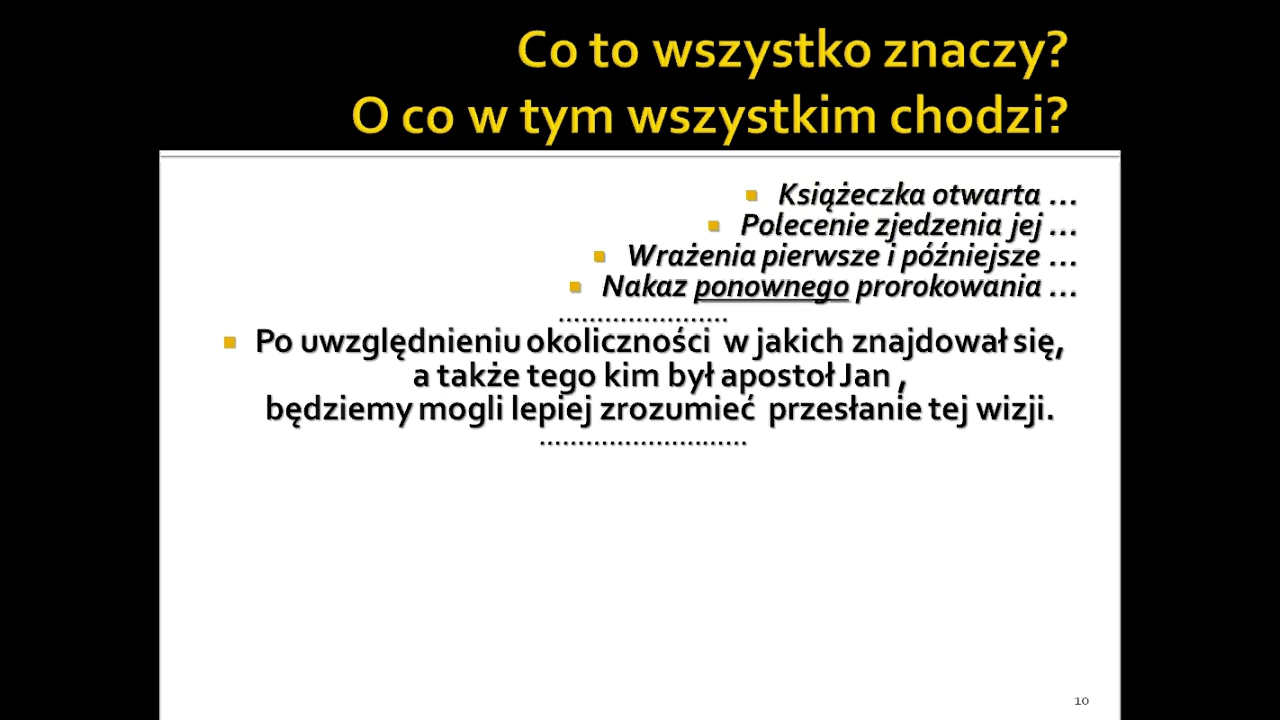 Co to wszystko znaczy?
O co w tym wszystkim chodzi?
Książeczka otwarta ...
Polecenie zjedzenia jej ...
Wrażenia pierwsze i późniejsze ...
Nakaz ponownego prorokowania ...
......................
Po uwzględnieniu okoliczności w jakich znajdował się,
a także tego kim był apostoł Jan ,
będziemy mogli lepiej zrozumieć przesłanie tej wizji.
...........................
10